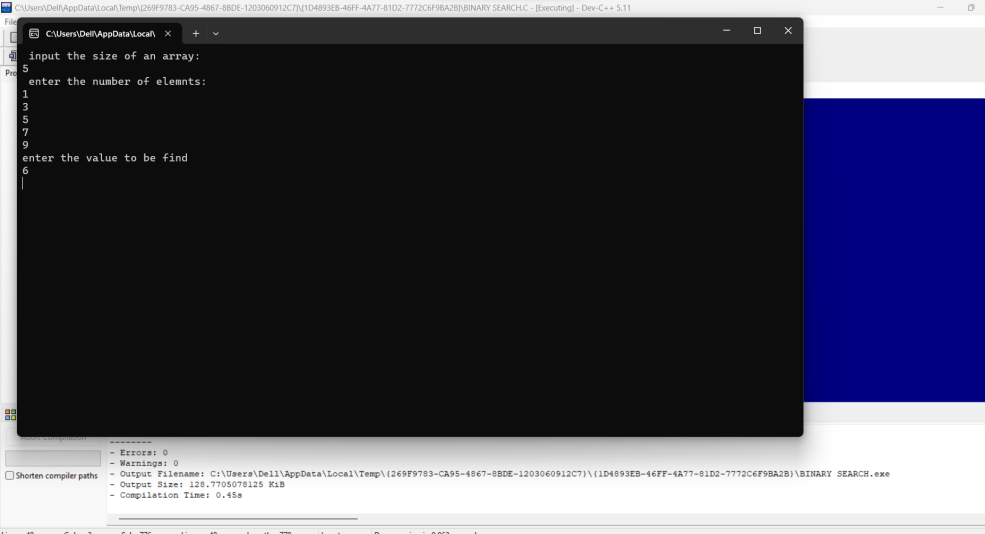 C:\Users\Dell\AppData\Local\Temp\{269F9783-CA95-4867-8BDE-1203060912C7}\{1D4893EB-46FF-4A77-81D2-7772C6F9BA2B}\BINARY SEARCH.C - [Executing] - Dev-C++ 5.11
File
C:\Users\Dell\AppData\Local\
input the size of an array:
5
enter the number of elemnts:
1
3
5
7
9
enter the value to be find
6
Abort Compilation
--------
- Errors: 0
- Warnings: 0
Shorten compiler paths
- Output Filename: C:\Users\Dell\AppData\Local\Temp\{269F9783-CA95-4867-8BDE-1203060912C7}\{1D4893EB-46FF-4A77-81D2-7772C6F9BA2B}\BINARY SEARCH.exe
- Output Size: 128.7705078125 KiB
- Compilation Time: 0.45s